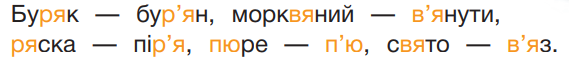 Буряк — бур’ян, морквяний — в’янути,
ряска — пір’я, пюре — п’ю, свято — в’яз.